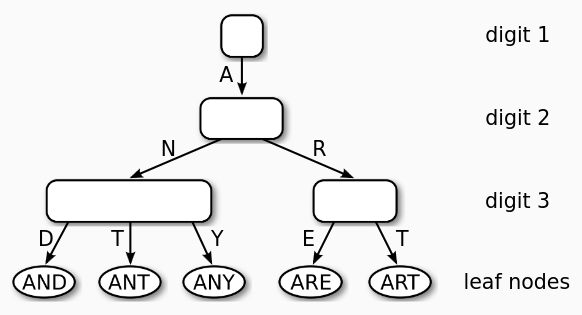 digit 1
A
digit 2
N R
digit 3
D T Y E T
AND ANT ANY ARE ART leaf nodes